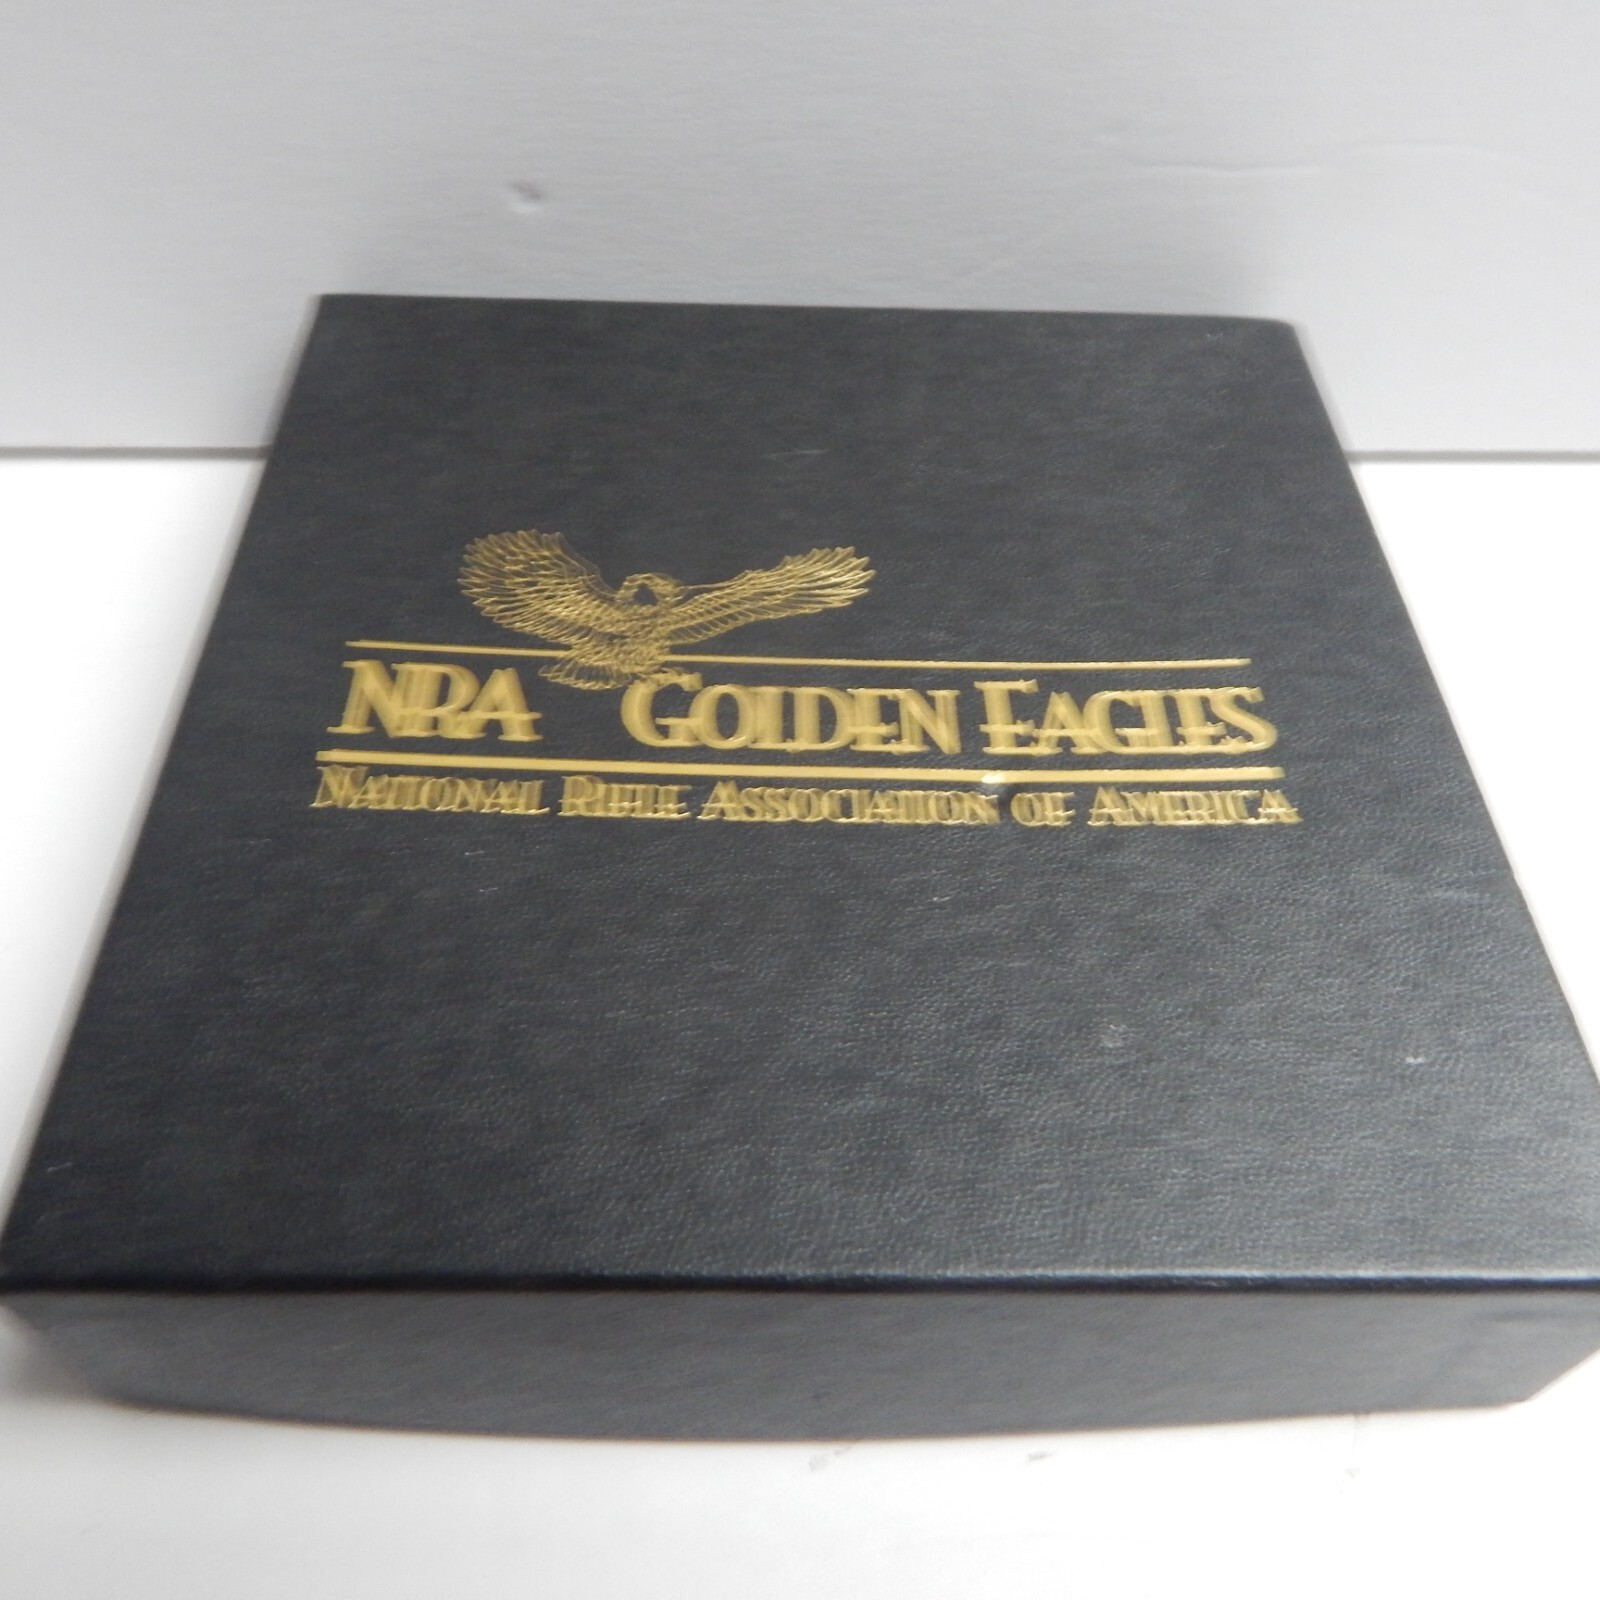 NRA GOLDEN EAGLES
NATIONAL RIFLE ASSOCIATION OF AMERICA